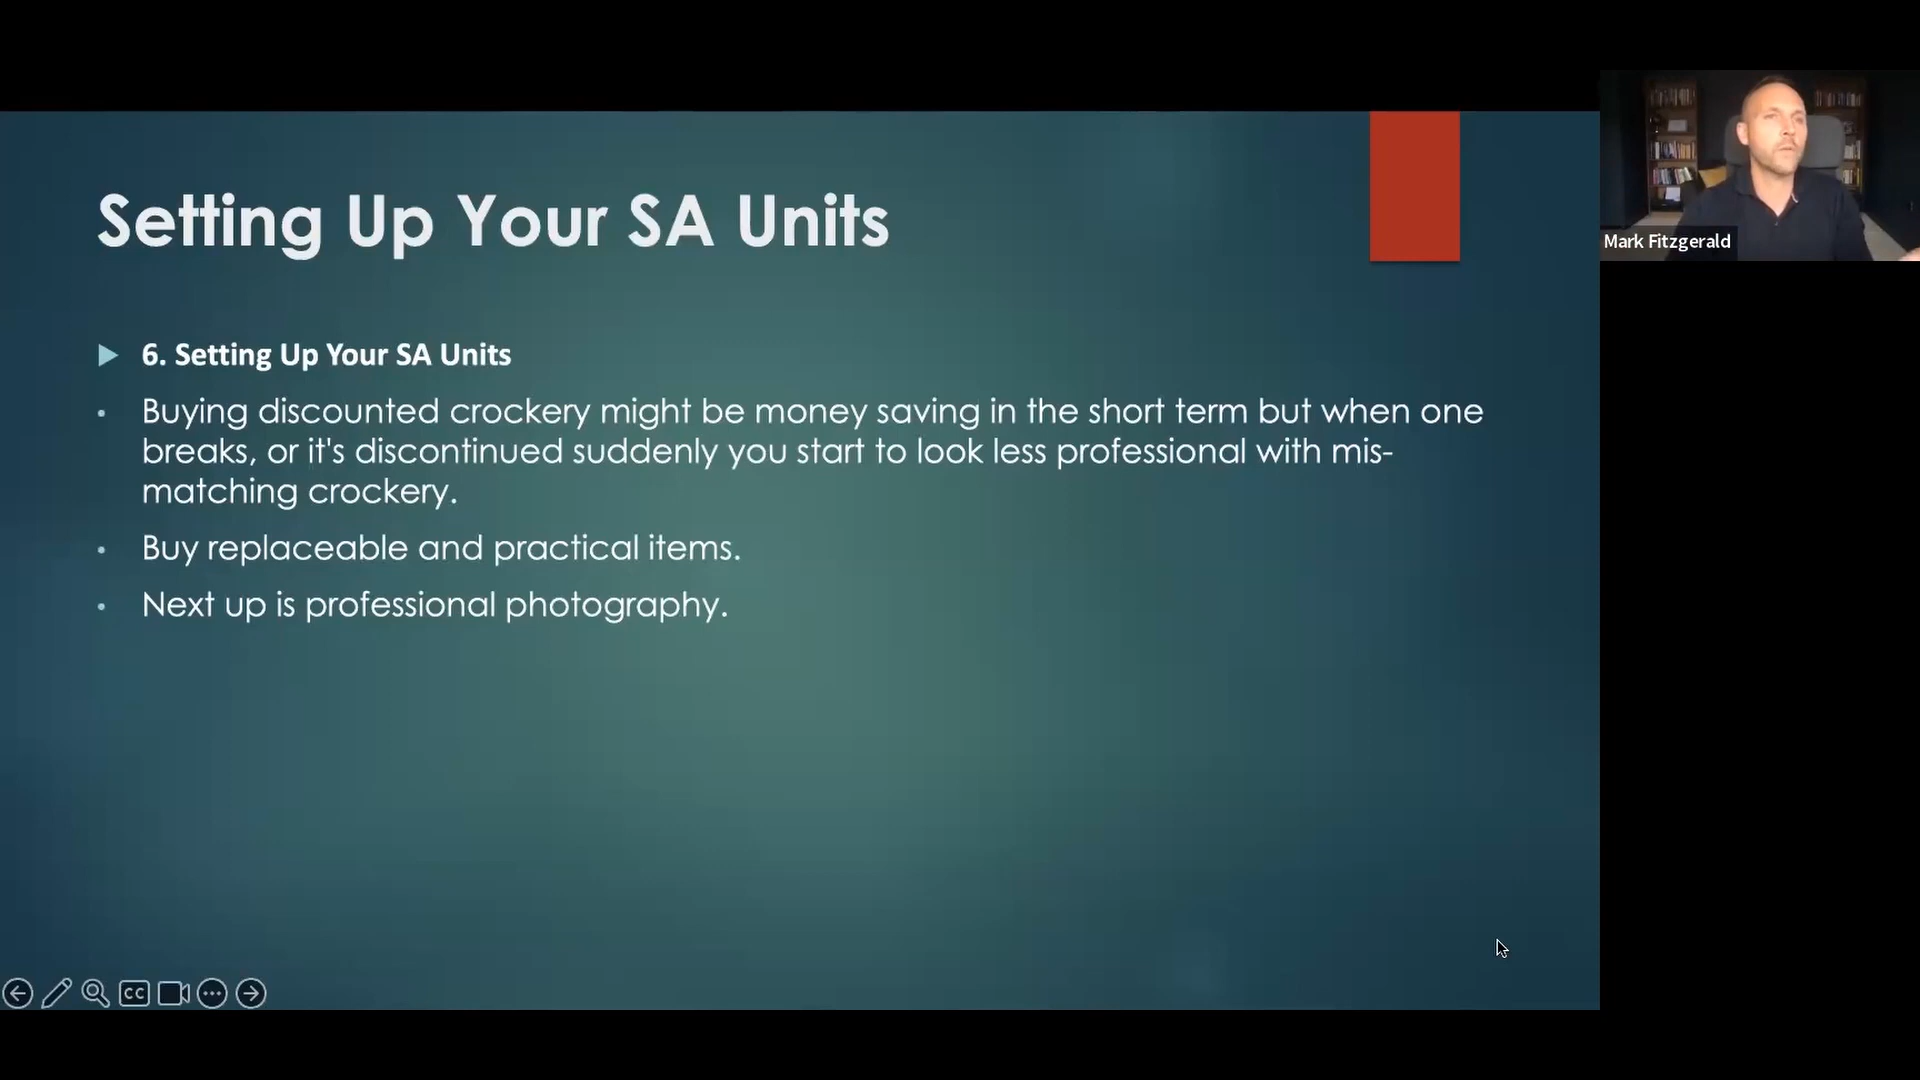 Setting Up Your SA Units
6. Setting Up Your SA Units
Buying discounted crockery might be money saving in the short term but when one
breaks, or it's discontinued suddenly you start to look less professional with mis-
matching crockery.
Buy replaceable and practical items.
Next up is professional photography.
Mark Fitzgerald
CC